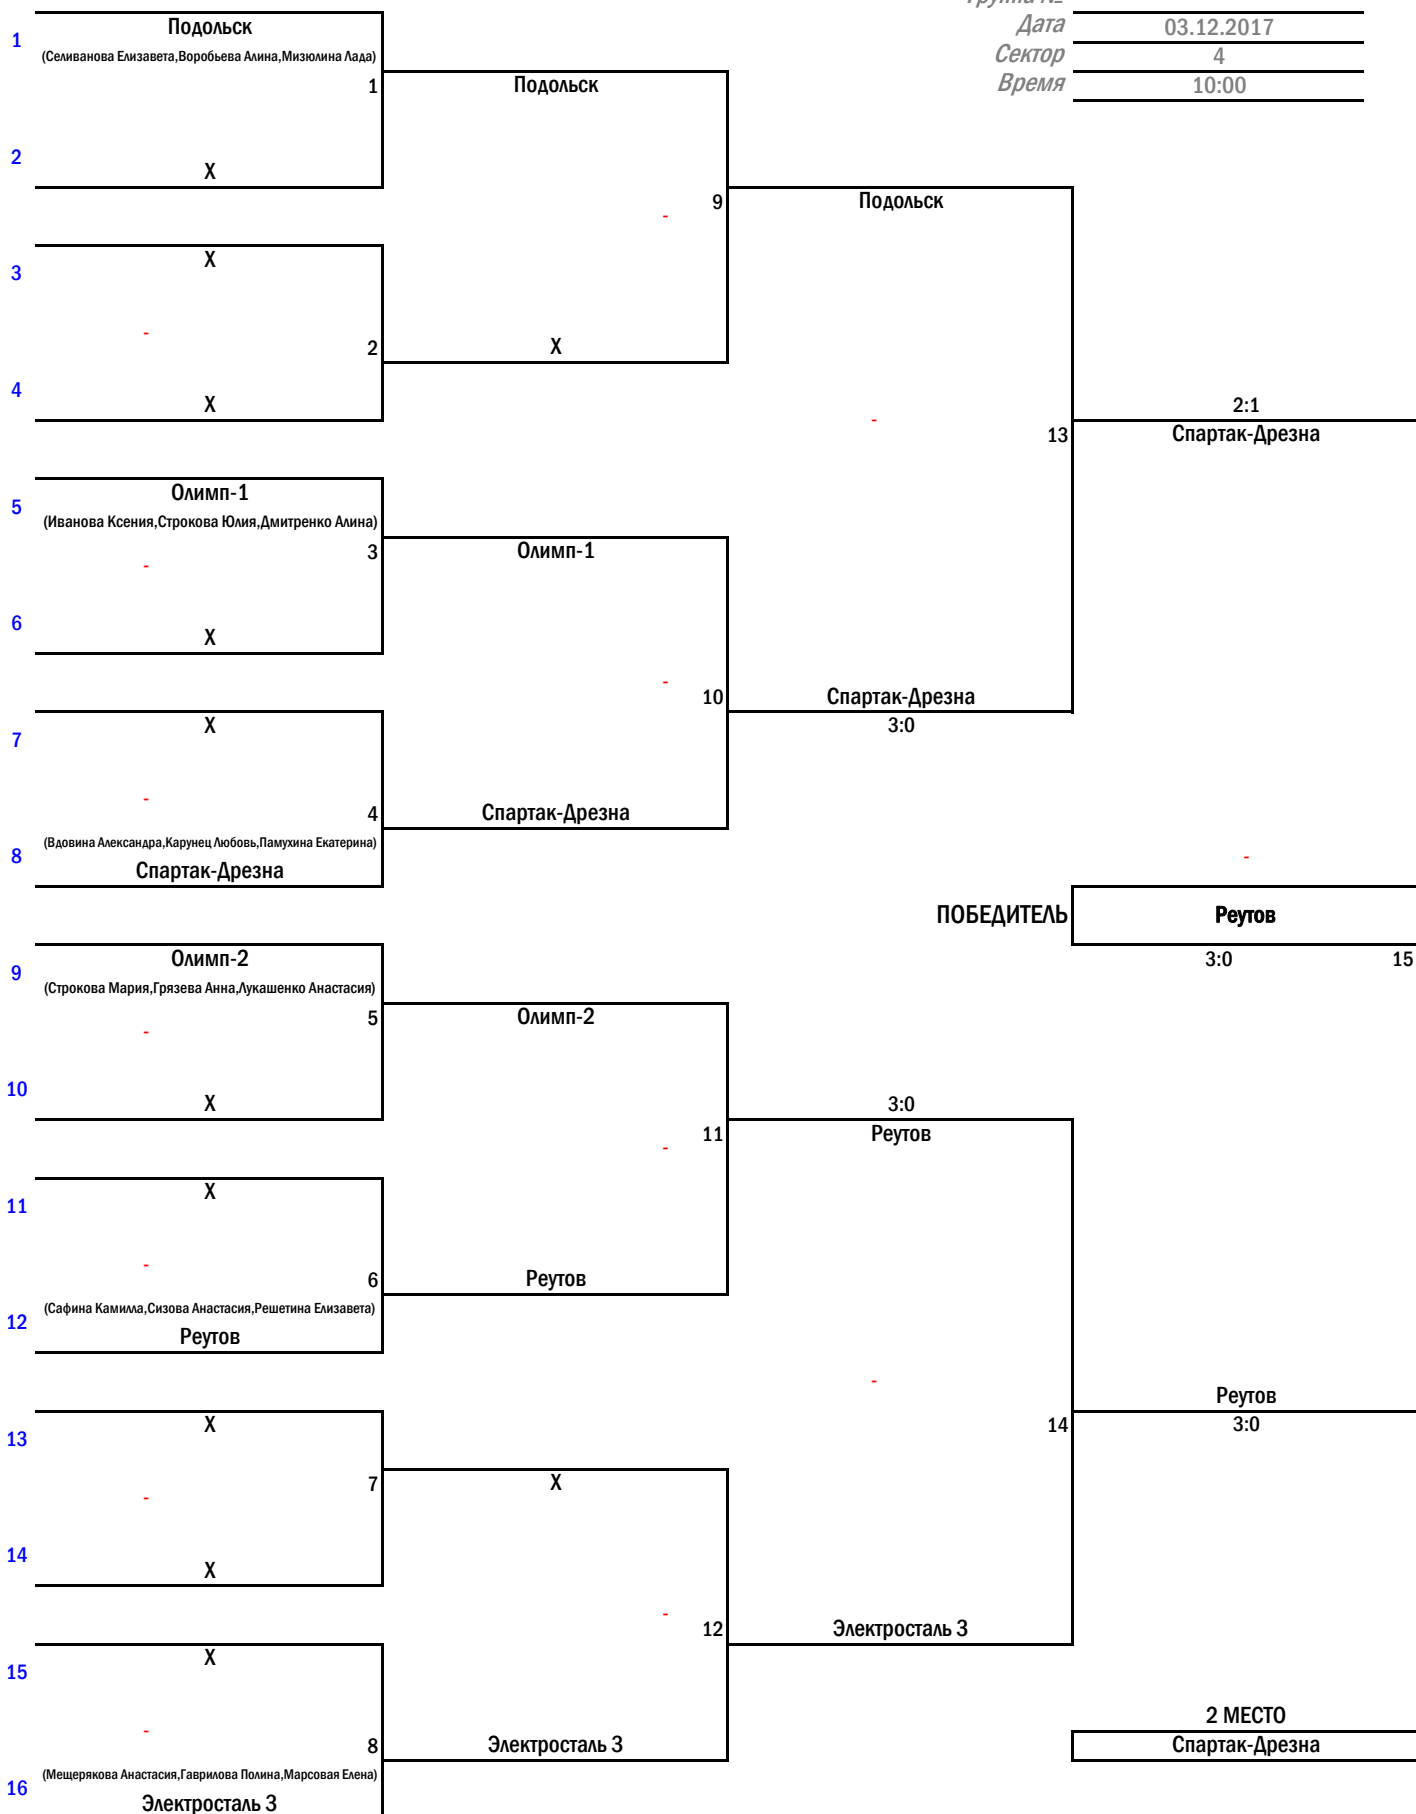 Группа №
Дата 03.12.2017
Сектор 4
Время 10:00
1 Подольск
(Селиванова Елизавета,Воробьева Алина,Мизюлина Лада)
1 Подольск
2 X
9 Подольск
-
3 X
-
2 X
4 X
2:1
-
13 Спартак-Дрезна
5 Олимп-1
(Иванова Ксения,Строкова Юлия,Дмитренко Алина)
3 Олимп-1
-
6 X
-
10 Спартак-Дрезна
3:0
7 X
-
4 Спартак-Дрезна
(Вдовина Александра,Карунец Любовь,Памухина Екатерина)
8 Спартак-Дрезна
-
ПОБЕДИТЕЛЬ Реутов
3:0 15
9 Олимп-2
(Строкова Мария,Грязева Анна,Лукашенко Анастасия)
5 Олимп-2
-
10 X
3:0
11 Реутов
-
11 X
-
6 Реутов
(Сафина Камилла,Сизова Анастасия,Решетина Елизавета)
12 Реутов
-
Реутов
14 3:0
13 X
7 X
-
14 X
-
12 Электросталь 3
15 X
2 МЕСТО
-
8 Электросталь 3
Спартак-Дрезна
(Мещерякова Анастасия,Гаврилова Полина,Марсовая Елена)
16 Электросталь 3